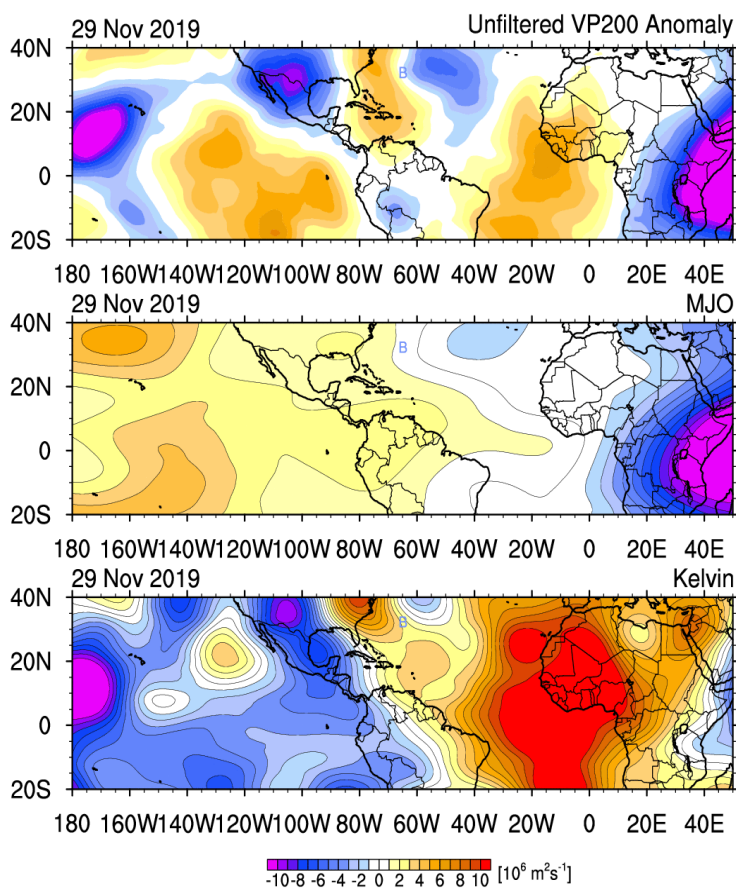 29 Nov 2019 Unfiltered VP200 Anomaly
40N
B
20N
0
20S
180 160W 140W 120W 100W 80W 60W 40W 20W 0 20E 40E
29 Nov 2019 MJO
40N
B
20N
0
20S
180 160W 140W 120W 100W 80W 60W 40W 20W 0 20E 40E
29 Nov 2019 Kelvin
40N
B
20N
0
20S
180 160W 140W 120W 100W 80W 60W 40W 20W 0 20E 40E
-10 -8 -6 -4 -2 0 2 4 6 8 10 [10⁶ m²s⁻¹]